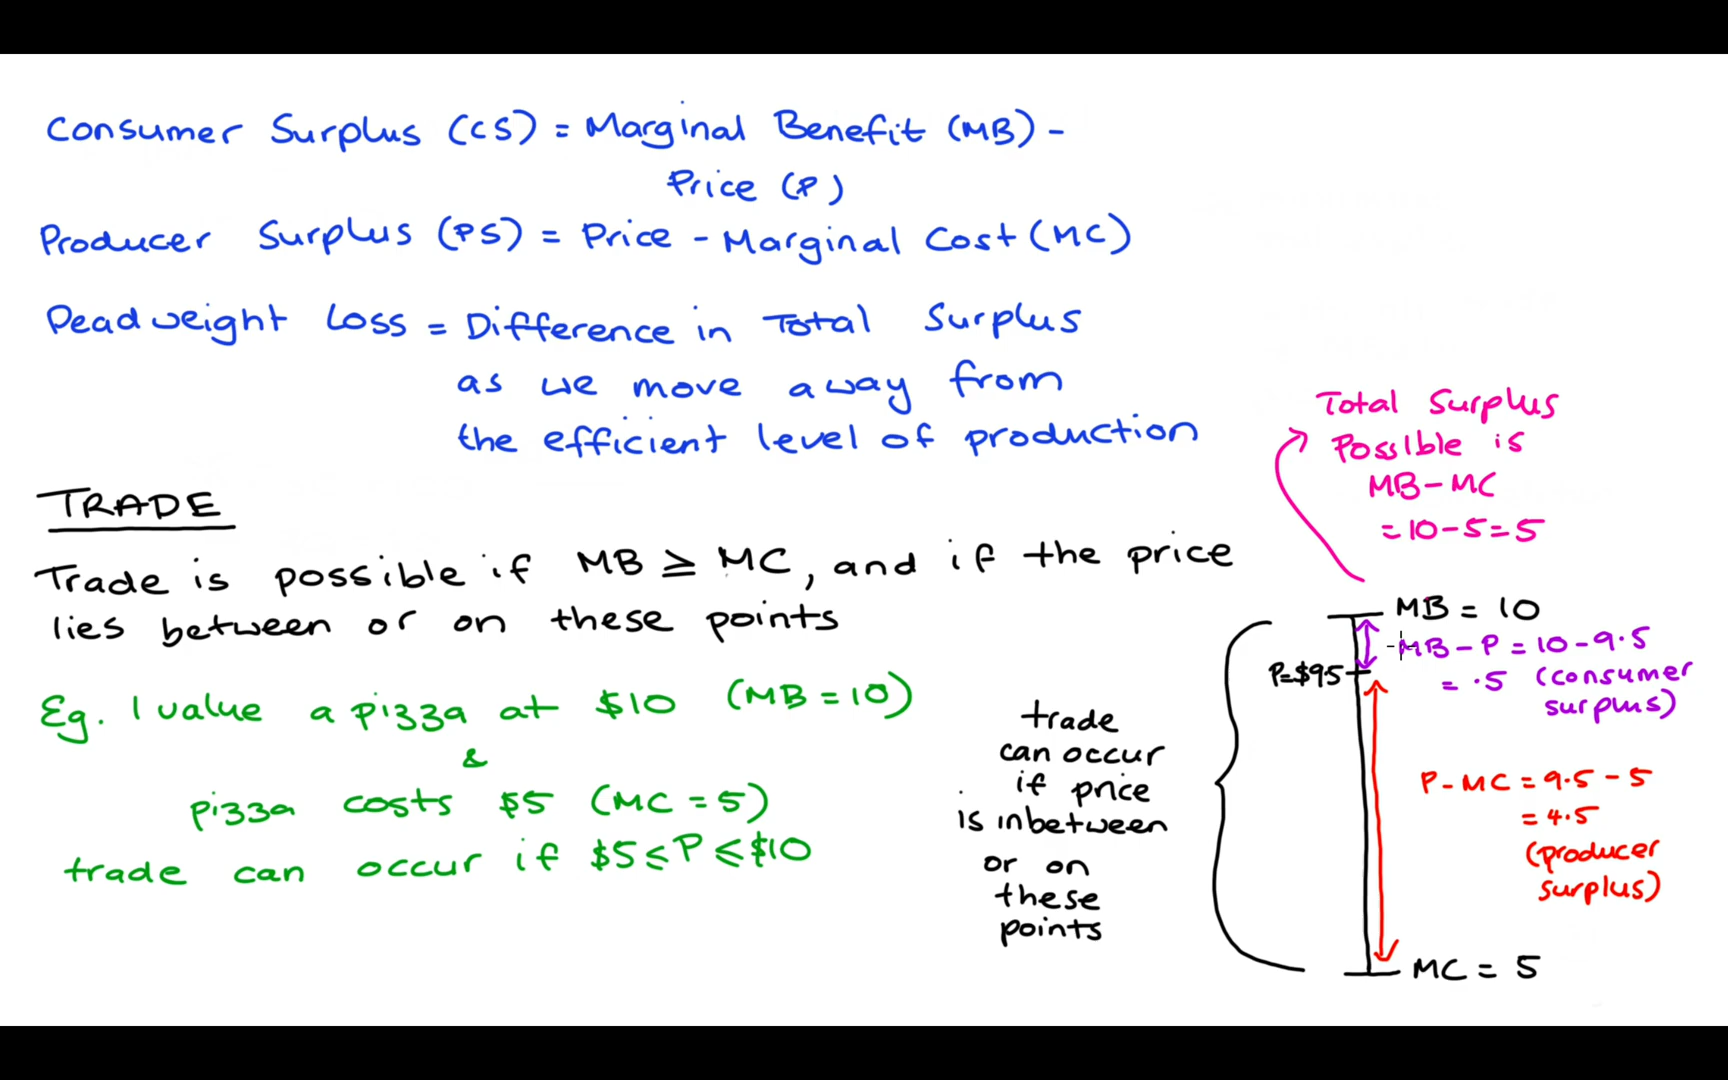 Consumer Surplus (CS) = Marginal Benefit (MB) -
Price (P)
Producer Surplus (PS) = Price - Marginal Cost (MC)
Deadweight Loss = Difference in Total Surplus
as we move away from
the efficient level of production
TRADE
Trade is possible if MB ≥ MC, and if the price
lies between or on these points
Eg. I value a pizza at $10 (MB = 10)
&
pizza costs $5 (MC = 5)
trade can occur if $5 ≤ P ≤ $10
trade
can occur
if price
is inbetween
or on
these
points
Total Surplus
Possible is
MB - MC
= 10 - 5 = 5
MB = 10
MB - P = 10 - 9.5
= .5 (consumer
surplus)
P=$9.5
P - MC = 9.5 - 5
= 4.5
(producer
surplus)
MC = 5